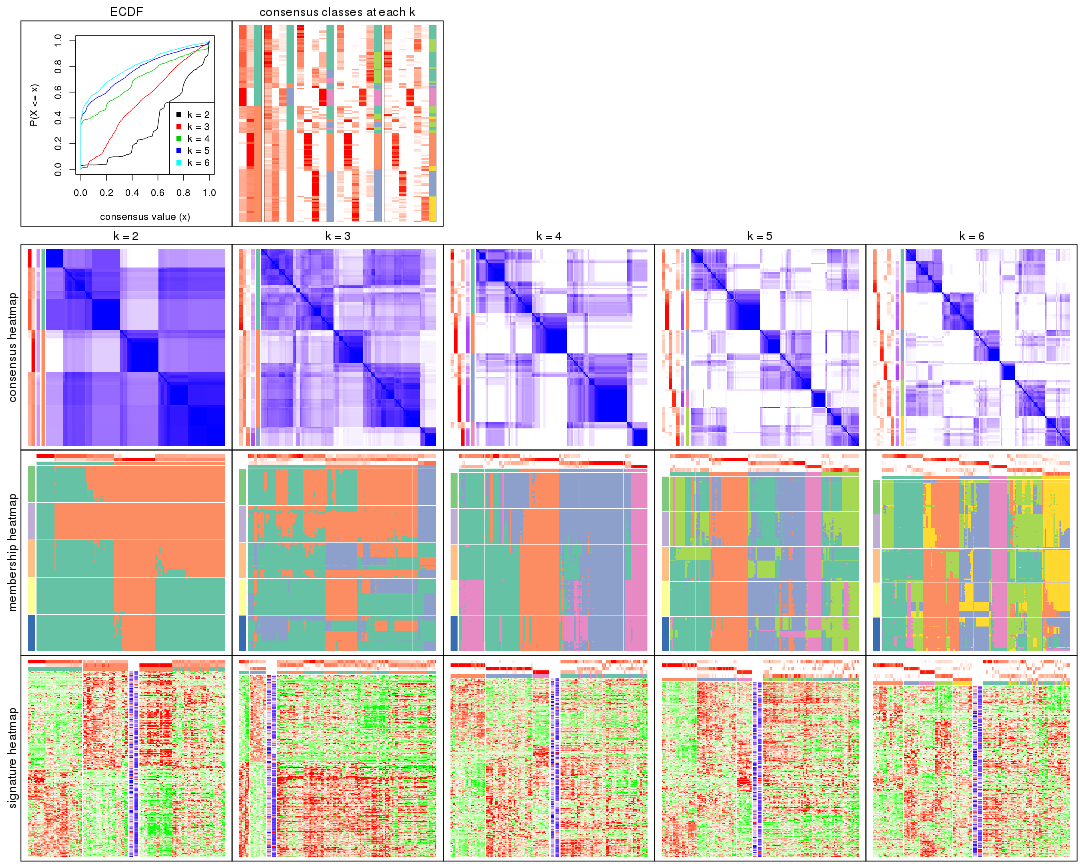 ECDF
consensus classes at each k
P(X <= x)
1.0
0.8
0.6
0.4
0.2
0.0
k = 2
k = 3
k = 4
k = 5
k = 6
0.0 0.2 0.4 0.6 0.8 1.0
consensus value (x)
k = 2
k = 3
k = 4
k = 5
k = 6
consensus heatmap
membership heatmap
signature heatmap